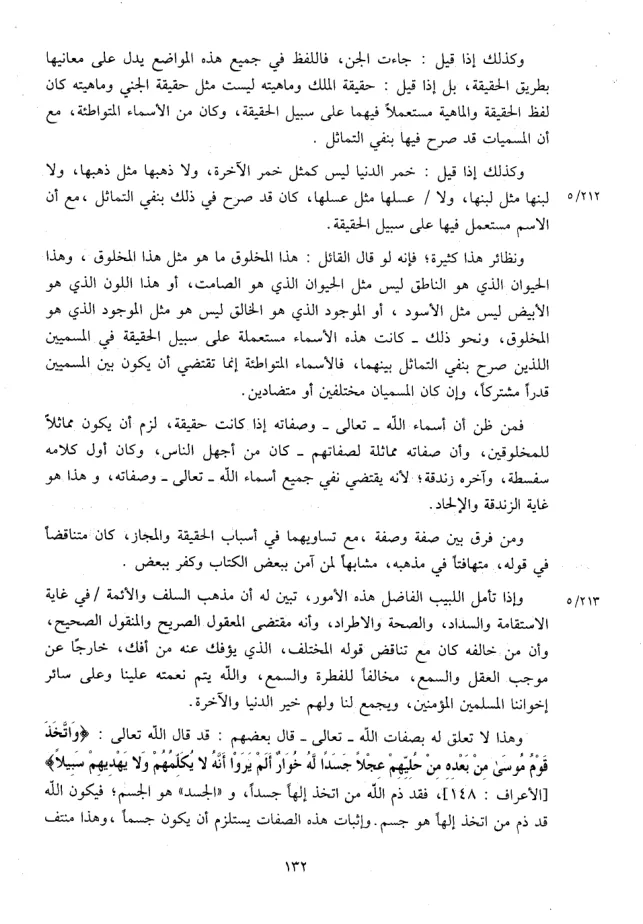 وكذلك إذا قيل : جاءت الجن، فاللفظ في جميع هذه المواضع يدل على معانيها
بطريق الحقيقة، بل إذا قيل : حقيقة الملك وماهيته ليست مثل حقيقة الجني وماهيته كان
لفظ الحقيقة والماهية مستعملاً فيهما على سبيل الحقيقة، وكان من الأسماء المتواطئة، مع
أن المسميات قد صرح فيها بنفي التماثل .
وكذلك إذا قيل : خمر الدنيا ليس كمثل خمر الآخرة، ولا ذهبها مثل ذهبها، ولا
لبنها مثل لبنها، ولا / عسلها مثل عسلها، كان قد صرح في ذلك بنفي التماثل ،مع أن ٥/٢١٢
الاسم مستعمل فيها على سبيل الحقيقة.
ونظائر هذا كثيرة؛ فإنه لو قال القائل : هذا المخلوق ما هو مثل هذا المخلوق ، وهذا
الحيوان الذي هو الناطق ليس مثل الحيوان الذي هو الصامت، أو هذا اللون الذي هو
الأبيض ليس مثل الأسود ، أو الموجود الذي هو الخالق ليس هو مثل الموجود الذي هو
المخلوق، ونحو ذلك ـ كانت هذه الأسماء مستعملة على سبيل الحقيقة في المسميين
اللذين صرح بنفي التماثل بينهما، فالأسماء المتواطئة إنما تقتضي أن يكون بين المسميين
قدراً مشتركاً، وإن كان المسميان مختلفين أو متضادين.
فمن ظن أن أسماء الله ـ تعالى ـ وصفاته إذا كانت حقيقة، لزم أن يكون مماثلاً
للمخلوقين، وأن صفاته مماثلة لصفاتهم ـ كان من أجهل الناس، وكان أول كلامه
سفسطة، وآخره زندقة؛ لأنه يقتضي نفي جميع أسماء الله ـ تعالى ـ وصفاته، و هذا هو
غاية الزندقة والإلحاد.
ومن فرق بين صفة وصفة ،مع تساويهما في أسباب الحقيقة والمجاز، كان متناقضاً
في قوله، متهافتاً في مذهبه، مشابهاً لمن آمن ببعض الكتاب وكفر ببعض .
وإذا تأمل اللبيب الفاضل هذه الأمور، تبين له أن مذهب السلف والأئمة / في غاية ٥/٢١٣
الاستقامة والسداد، والصحة والاطراد، وأنه مقتضى المعقول الصريح والمنقول الصحيح،
وأن من خالفه كان مع تناقض قوله المختلف، الذي يؤفك عنه من أفك، خارجًا عن
موجب العقل والسمع، مخالفاً للفطرة والسمع، والله يتم نعمته علينا وعلى سائر
إخواننا المسلمين المؤمنين، ويجمع لنا ولهم خير الدنيا والآخرة.
وهذا لا تعلق له بصفات الله ـ تعالى ـ قال بعضهم : قد قال الله تعالى : ﴿وَاتَّخَذَ
قَوْمُ مُوسَىٰ مِنْ بَعْدِهِ مِنْ حُلِيِّهِمْ عِجْلاً جَسَدًا لَّهُ خُوَارٌ أَلَمْ يَرَوْا أَنَّهُ لا يُكَلِّمُهُمْ وَلا يَهْدِيهِمْ سَبِيلاً﴾
[الأعراف : ١٤٨]، فقد ذم الله من اتخذ إلهاً جسداً، و «الجسد» هو الجسم؛ فيكون الله
قد ذم من اتخذ إلهاً هو جسم. وإثبات هذه الصفات يستلزم أن يكون جسماً ،وهذا منتف
١٣٢